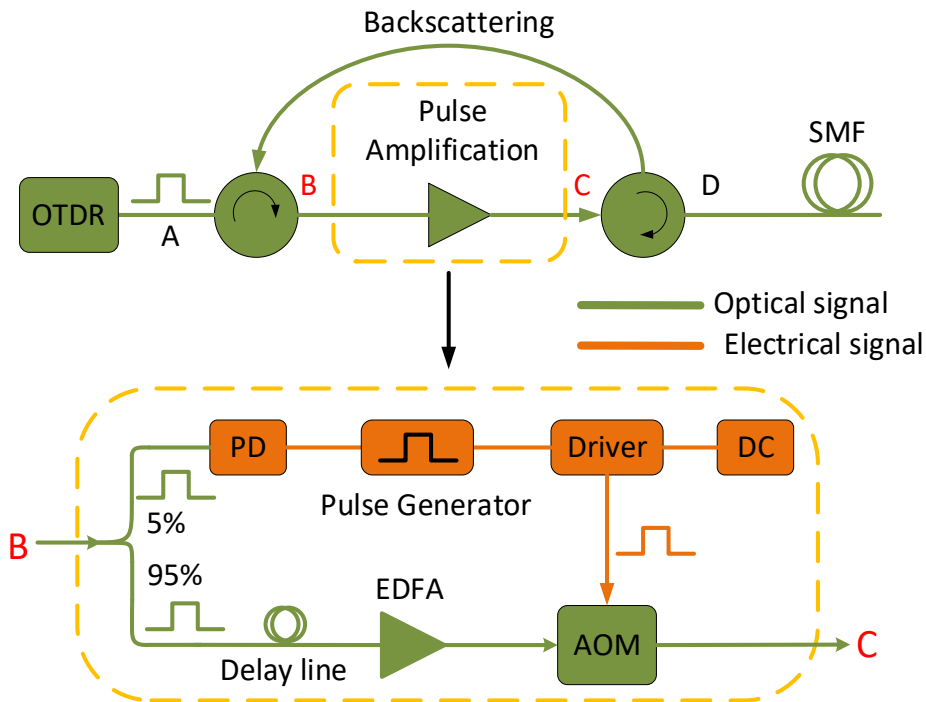 Backscattering
Pulse
Amplification
SMF
OTDR
A
B
C
D
Optical signal
Electrical signal
PD
Driver
DC
Pulse Generator
B
5%
95%
EDFA
Delay line
AOM
C